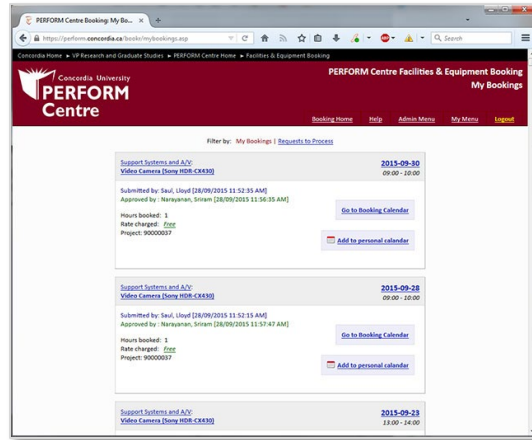 PERFORM Centre Booking: My Bo...
https://perform.concordia.ca/bookr/mybookings.asp
Search
Concordia Home ▸ VP Research and Graduate Studies ▸ PERFORM Centre Home ▸ Facilities & Equipment Booking
Concordia University
PERFORM
Centre
PERFORM Centre Facilities & Equipment Booking
My Bookings
Booking Home Help Admin Menu My Menu Logout
Filter by: My Bookings | Requests to Process
Support Systems and A/V: 2015-09-30
Video Camera (Sony HDR-CX430) 09:00 - 10:00
Submitted by: Saul, Lloyd [28/09/2015 11:52:35 AM]
Approved by : Narayanan, Sriram [28/09/2015 11:56:35 AM]
Go to Booking Calendar
Hours booked: 1
Rate charged: Free
Project: 90000037
Add to personal calandar
Support Systems and A/V: 2015-09-28
Video Camera (Sony HDR-CX430) 09:00 - 10:00
Submitted by: Saul, Lloyd [28/09/2015 11:52:15 AM]
Approved by : Narayanan, Sriram [28/09/2015 11:57:47 AM]
Go to Booking Calendar
Hours booked: 1
Rate charged: Free
Project: 90000037
Add to personal calandar
Support Systems and A/V: 2015-09-23
Video Camera (Sony HDR-CX430) 13:00 - 14:00